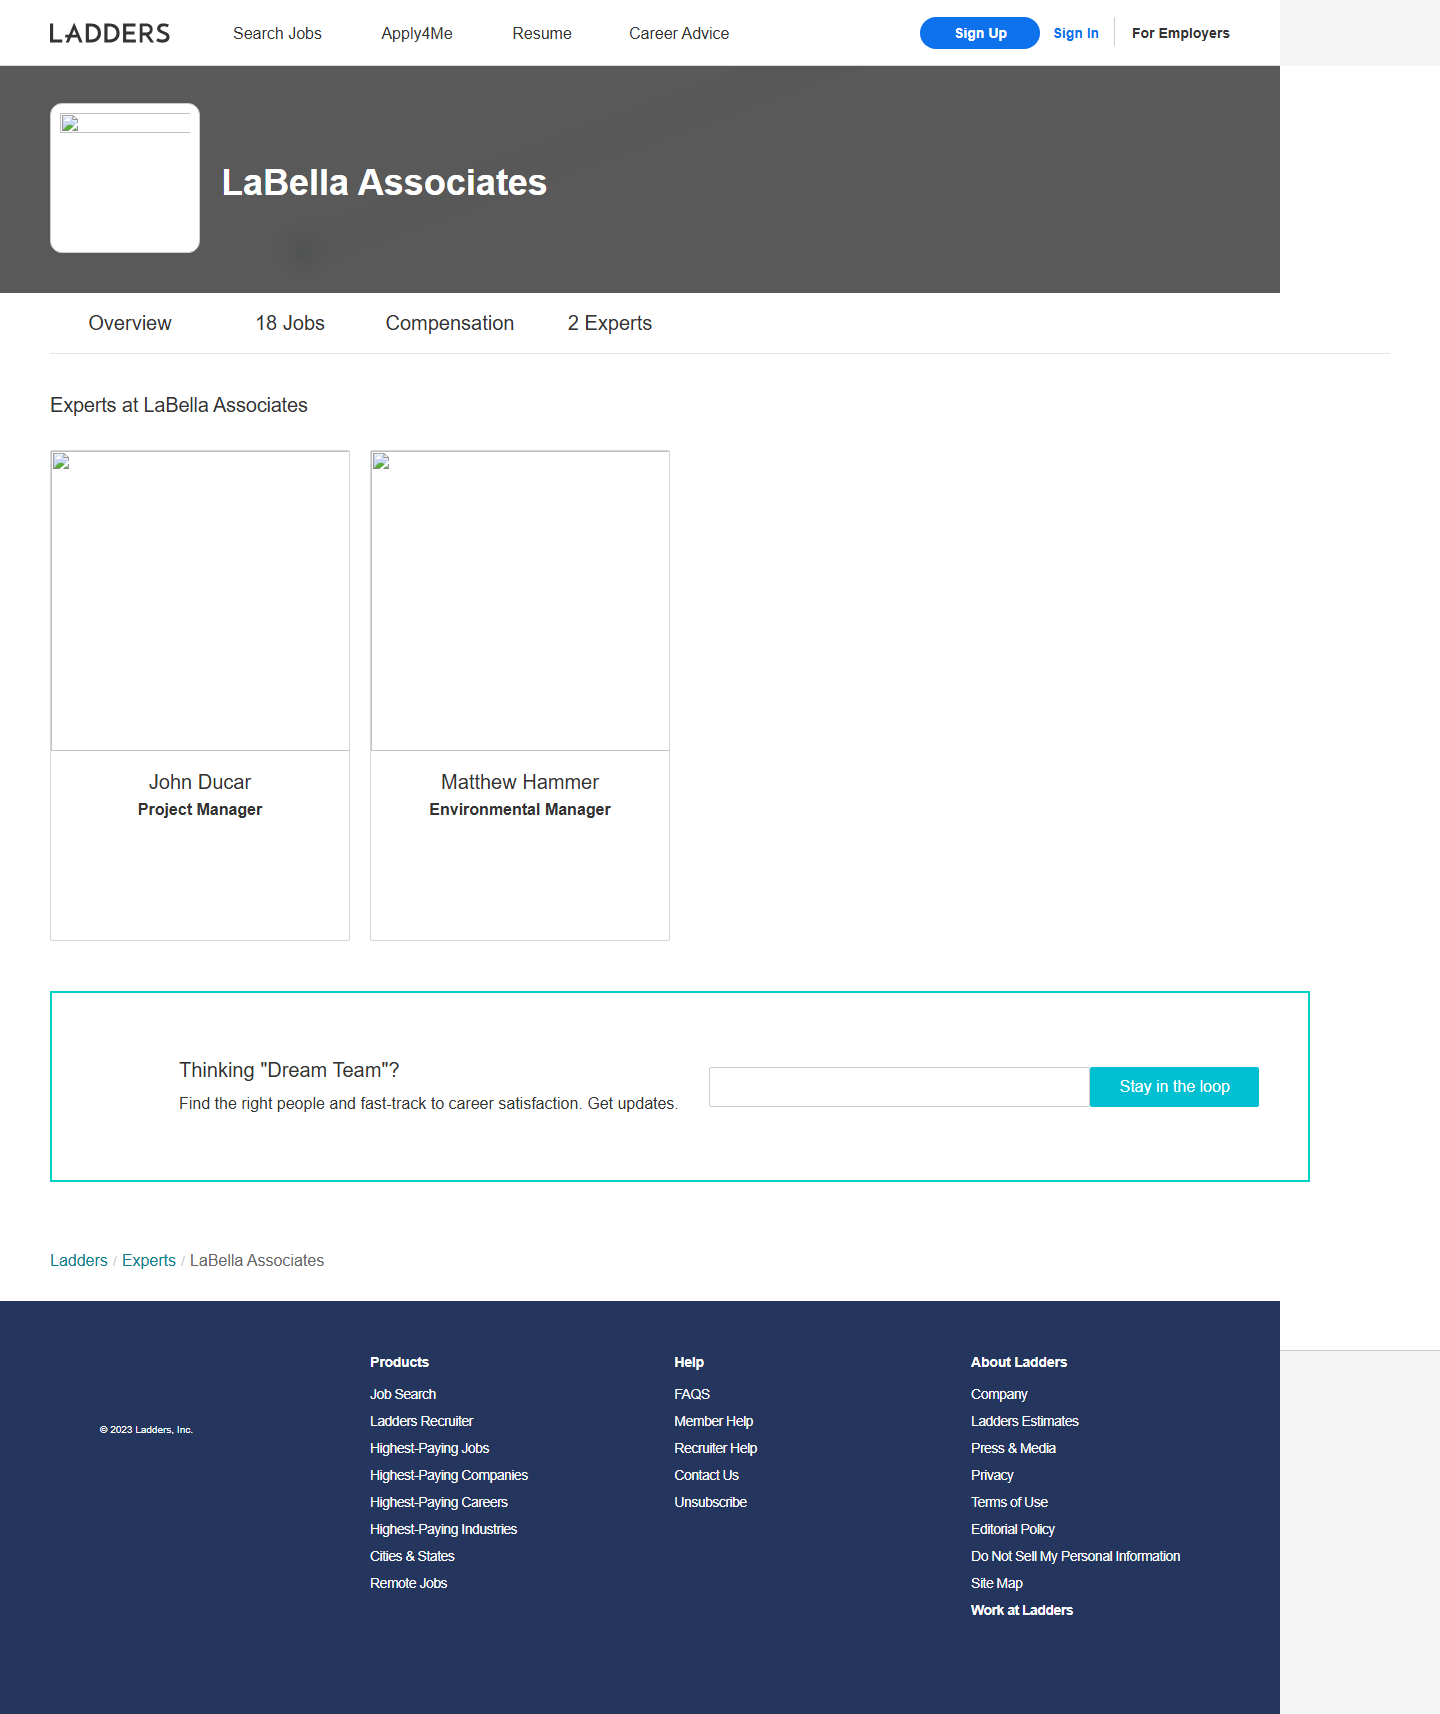 LADDERS Search Jobs Apply4Me Resume Career Advice Sign Up Sign In For Employers
LaBella Associates
Overview 18 Jobs Compensation 2 Experts
Experts at LaBella Associates
John Ducar
Project Manager
Matthew Hammer
Environmental Manager
Thinking "Dream Team"?
Find the right people and fast-track to career satisfaction. Get updates.
Stay in the loop
Ladders / Experts / LaBella Associates
© 2023 Ladders, Inc.
Products
Job Search
Ladders Recruiter
Highest-Paying Jobs
Highest-Paying Companies
Highest-Paying Careers
Highest-Paying Industries
Cities & States
Remote Jobs
Help
FAQS
Member Help
Recruiter Help
Contact Us
Unsubscribe
About Ladders
Company
Ladders Estimates
Press & Media
Privacy
Terms of Use
Editorial Policy
Do Not Sell My Personal Information
Site Map
Work at Ladders